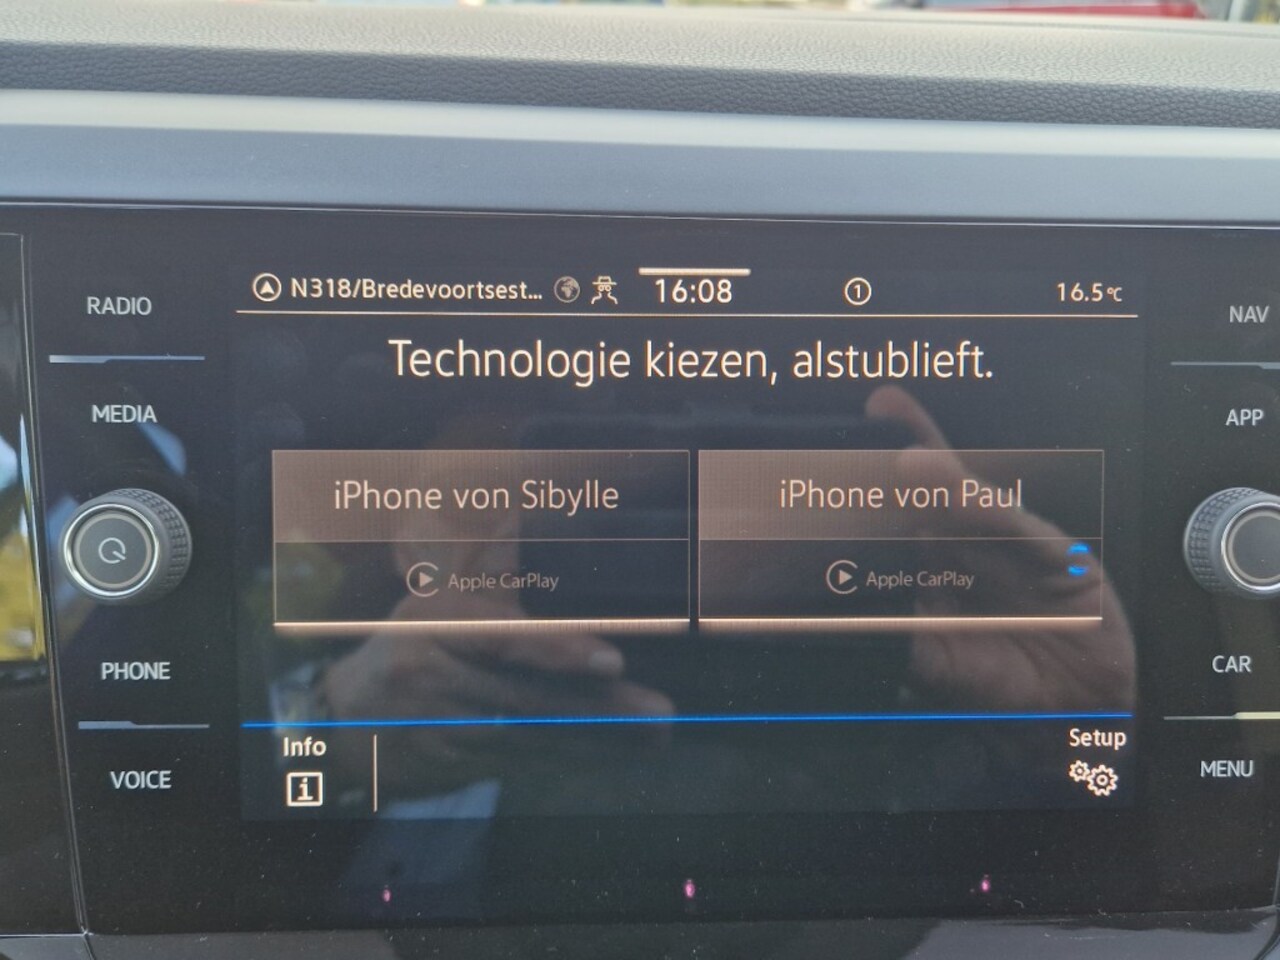 N318/Bredevoortsest... 16:08 1 16.5°C
Technologie kiezen, alstublieft.
iPhone von Sibylle
Apple CarPlay
iPhone von Paul
Apple CarPlay
Info
i
Setup
RADIO
MEDIA
PHONE
VOICE
NAV
APP
CAR
MENU